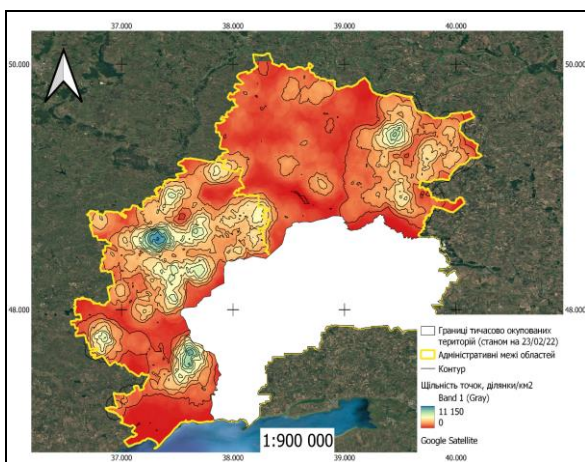 37.000 38.000 39.000 40.000
50.000 50.000
48.000 48.000
Границі тичасово окупованих
територій (станом на 23/02/22)
Адміністративні межі областей
Контур
Щільність точок, ділянки/км2
Band 1 (Gray)
11 150
0
Google Satellite
1:900 000
37.000 38.000 39.000 40.000